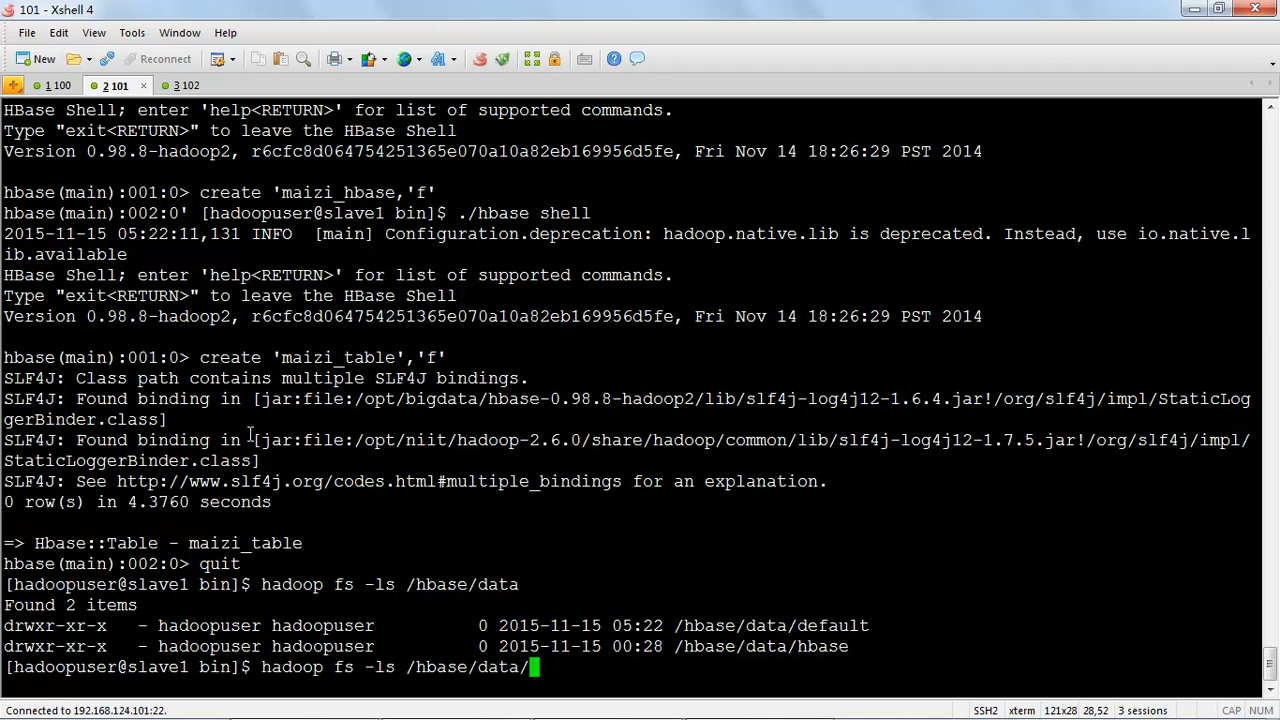 101 - Xshell 4
File Edit View Tools Window Help
New Reconnect
1 100 2 101 × 3 102
HBase Shell; enter 'help<RETURN>' for list of supported commands.
Type "exit<RETURN>" to leave the HBase Shell
Version 0.98.8-hadoop2, r6cfc8d064754251365e070a10a82eb169956d5fe, Fri Nov 14 18:26:29 PST 2014
hbase(main):001:0> create 'maizi_hbase,'f'
hbase(main):002:0' [hadoopuser@slave1 bin]$ ./hbase shell
2015-11-15 05:22:11,131 INFO  [main] Configuration.deprecation: hadoop.native.lib is deprecated. Instead, use io.native.l
ib.available
HBase Shell; enter 'help<RETURN>' for list of supported commands.
Type "exit<RETURN>" to leave the HBase Shell
Version 0.98.8-hadoop2, r6cfc8d064754251365e070a10a82eb169956d5fe, Fri Nov 14 18:26:29 PST 2014
hbase(main):001:0> create 'maizi_table','f'
SLF4J: Class path contains multiple SLF4J bindings.
SLF4J: Found binding in [jar:file:/opt/bigdata/hbase-0.98.8-hadoop2/lib/slf4j-log4j12-1.6.4.jar!/org/slf4j/impl/StaticLog
gerBinder.class]
SLF4J: Found binding in [jar:file:/opt/niit/hadoop-2.6.0/share/hadoop/common/lib/slf4j-log4j12-1.7.5.jar!/org/slf4j/impl/
StaticLoggerBinder.class]
SLF4J: See http://www.slf4j.org/codes.html#multiple_bindings for an explanation.
0 row(s) in 4.3760 seconds
=> Hbase::Table - maizi_table
hbase(main):002:0> quit
[hadoopuser@slave1 bin]$ hadoop fs -ls /hbase/data
Found 2 items
drwxr-xr-x   - hadoopuser hadoopuser          0 2015-11-15 05:22 /hbase/data/default
drwxr-xr-x   - hadoopuser hadoopuser          0 2015-11-15 00:28 /hbase/data/hbase
[hadoopuser@slave1 bin]$ hadoop fs -ls /hbase/data/
Connected to 192.168.124.101:22. SSH2 xterm 121x28 28,52 3 sessions CAP NUM